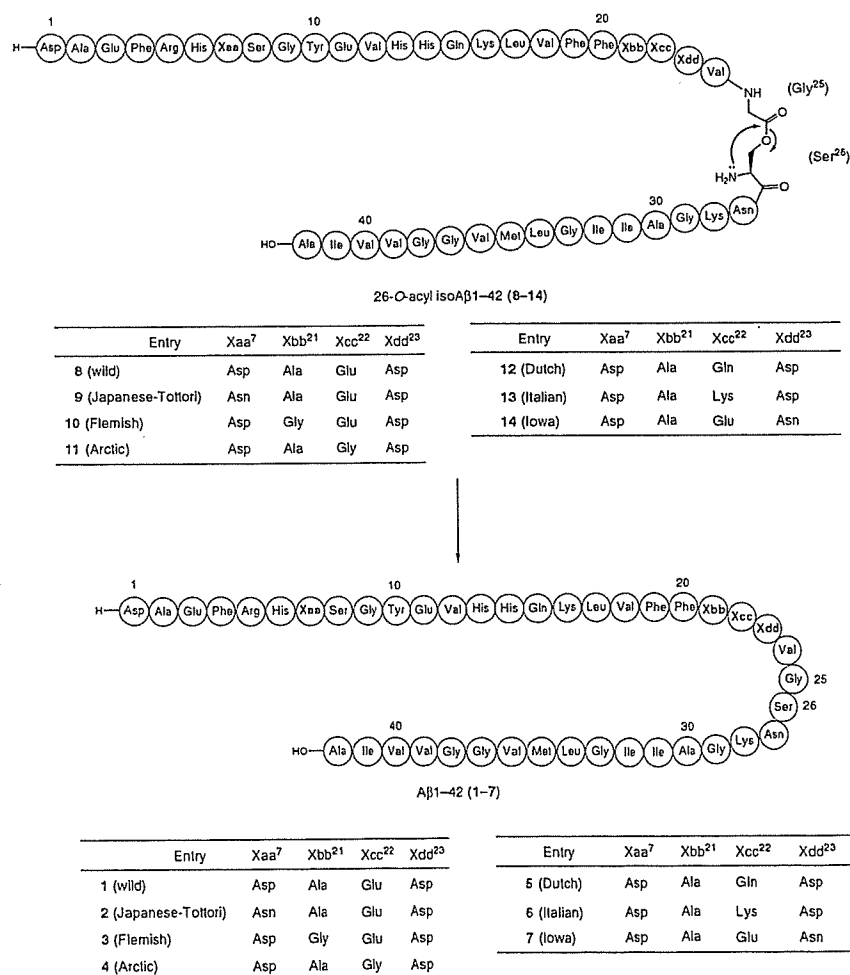 1 10 20
H Asp Ala Glu Phe Arg His Xaa Ser Gly Tyr Glu Val His His Gln Lys Leu Val Phe Phe Xbb Xcc Xdd Val
NH (Gly25)
O
O (Ser26)
H2N
O
40 30
HO Ala Ile Val Val Gly Gly Val Met Leu Gly Ile Ile Ala Gly Lys Asn
26-O-acyl isoAβ1–42 (8–14)
Entry Xaa7 Xbb21 Xcc22 Xdd23
8 (wild) Asp Ala Glu Asp
9 (Japanese-Tottori) Asn Ala Glu Asp
10 (Flemish) Asp Gly Glu Asp
11 (Arctic) Asp Ala Gly Asp
Entry Xaa7 Xbb21 Xcc22 Xdd23
12 (Dutch) Asp Ala Gln Asp
13 (Italian) Asp Ala Lys Asp
14 (Iowa) Asp Ala Glu Asn
1 10 20
H Asp Ala Glu Phe Arg His Xaa Ser Gly Tyr Glu Val His His Gln Lys Leu Val Phe Phe Xbb Xcc Xdd Val
Gly 25
Ser 26
40 30
HO Ala Ile Val Val Gly Gly Val Met Leu Gly Ile Ile Ala Gly Lys Asn
Aβ1–42 (1–7)
Entry Xaa7 Xbb21 Xcc22 Xdd23
1 (wild) Asp Ala Glu Asp
2 (Japanese-Tottori) Asn Ala Glu Asp
3 (Flemish) Asp Gly Glu Asp
4 (Arctic) Asp Ala Gly Asp
Entry Xaa7 Xbb21 Xcc22 Xdd23
5 (Dutch) Asp Ala Gln Asp
6 (Italian) Asp Ala Lys Asp
7 (Iowa) Asp Ala Glu Asn